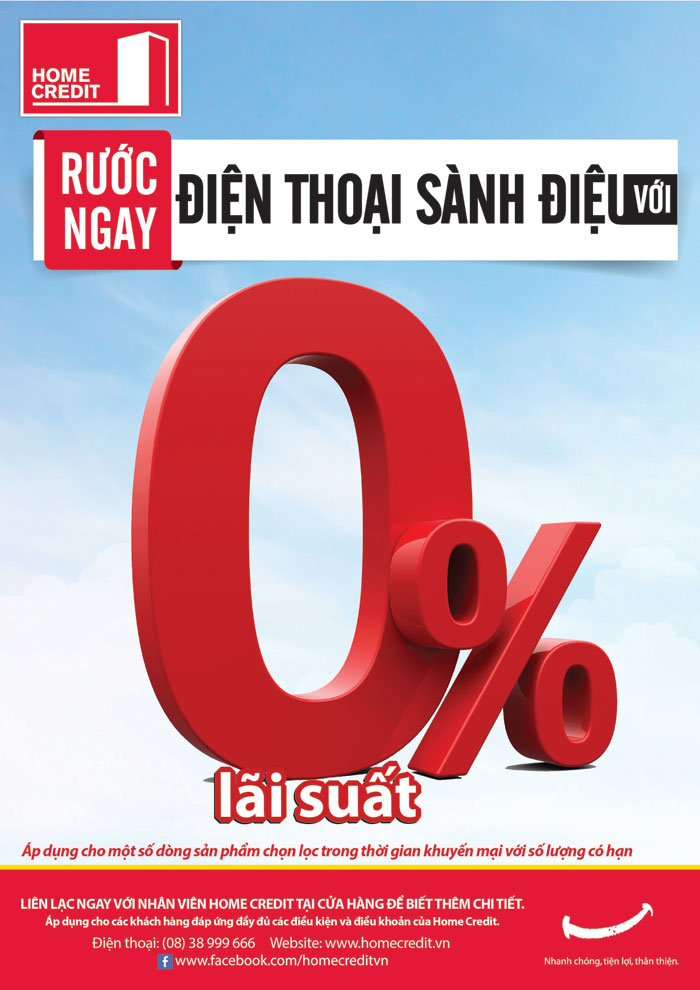 HOME
CREDIT
RƯỚC
NGAY
ĐIỆN THOẠI SÀNH ĐIỆU VỚI
0%
lãi suất
Áp dụng cho một số dòng sản phẩm chọn lọc trong thời gian khuyến mại với số lượng có hạn
LIÊN LẠC NGAY VỚI NHÂN VIÊN HOME CREDIT TẠI CỬA HÀNG ĐỂ BIẾT THÊM CHI TIẾT.
Áp dụng cho các khách hàng đáp ứng đầy đủ các điều kiện và điều khoản của Home Credit.
Điện thoại: (08) 38 999 666 Website: www.homecredit.vn
f www.facebook.com/homecreditvn
Nhanh chóng, tiện lợi, thân thiện.